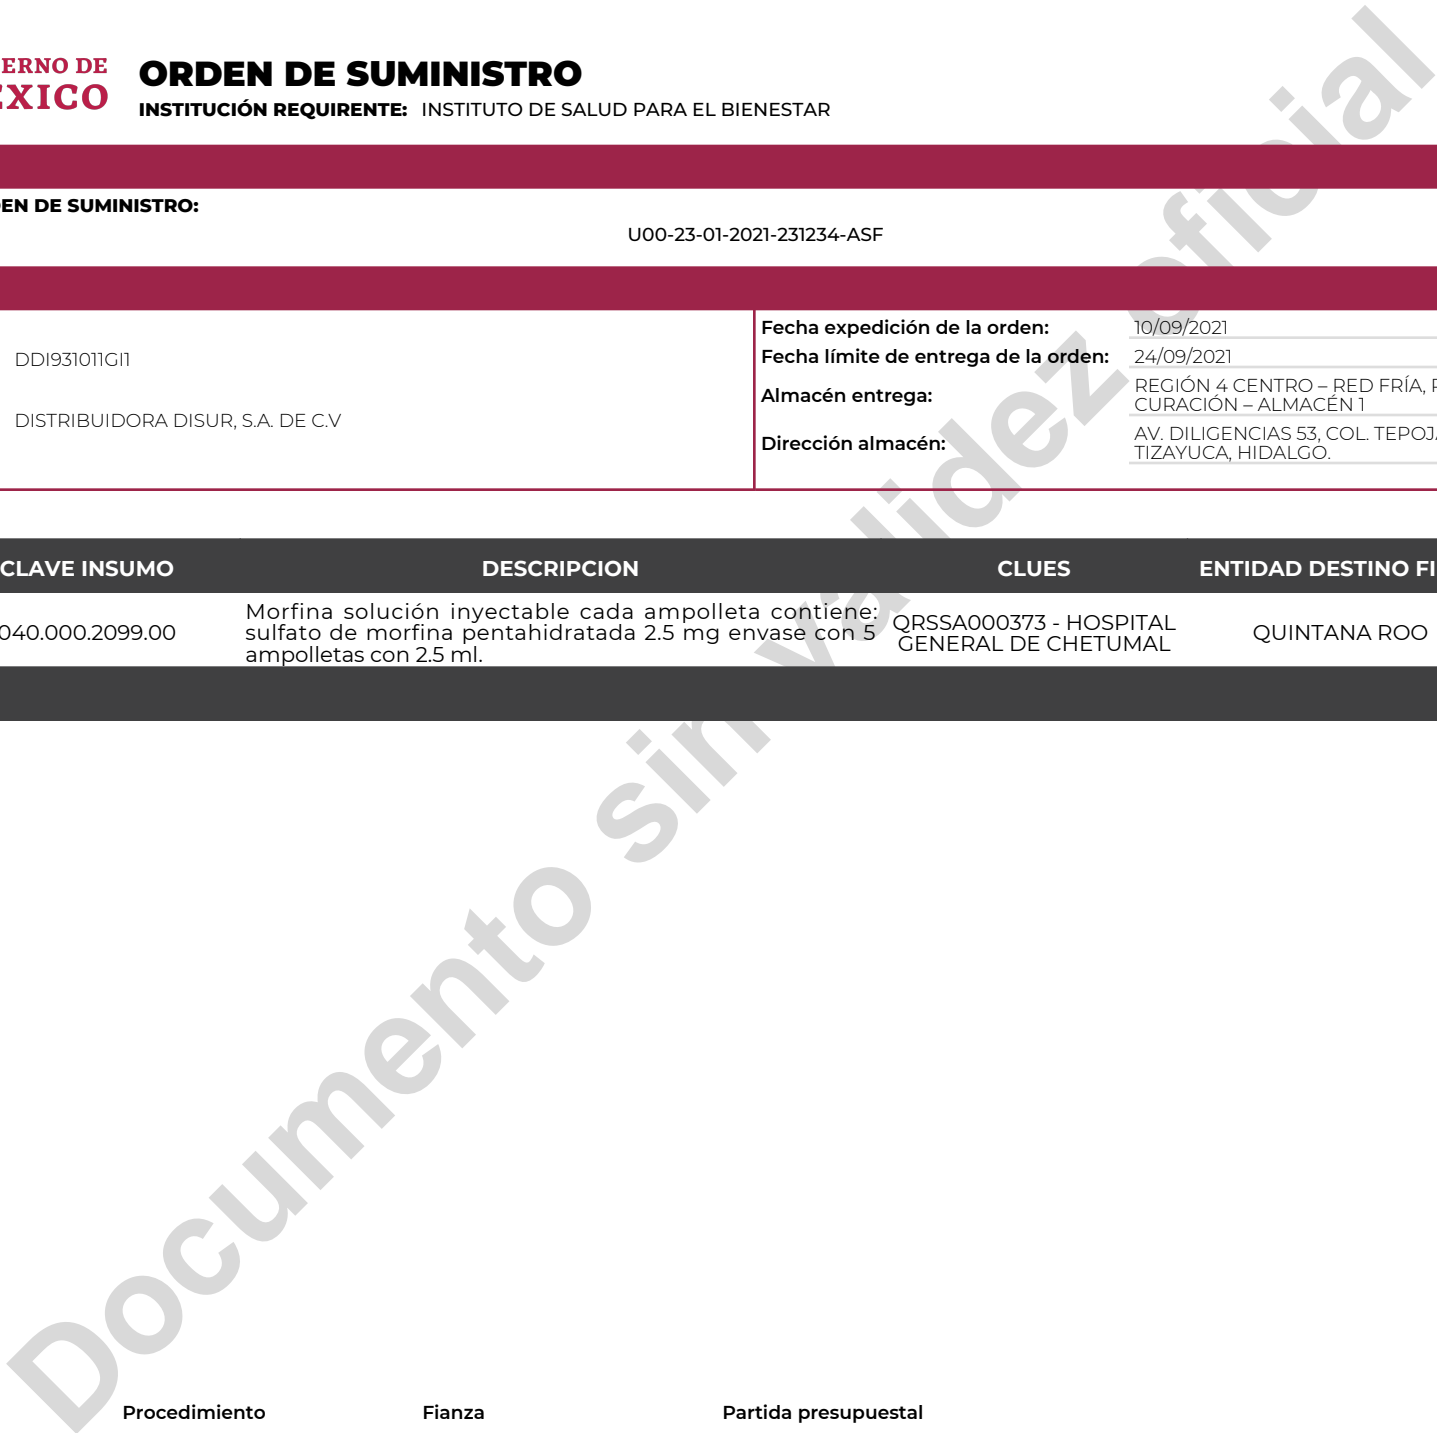 ERNO DE
EXICO
ORDEN DE SUMINISTRO
INSTITUCIÓN REQUIRENTE: INSTITUTO DE SALUD PARA EL BIENESTAR
EN DE SUMINISTRO:
U00-23-01-2021-231234-ASF
DDI931011GI1
DISTRIBUIDORA DISUR, S.A. DE C.V
Fecha expedición de la orden: 10/09/2021
Fecha límite de entrega de la orden: 24/09/2021
Almacén entrega: REGIÓN 4 CENTRO – RED FRÍA,
CURACIÓN – ALMACÉN 1
Dirección almacén: AV. DILIGENCIAS 53, COL. TEPOJ
TIZAYUCA, HIDALGO.
CLAVE INSUMO DESCRIPCION CLUES ENTIDAD DESTINO FI
040.000.2099.00
Morfina solución inyectable cada ampolleta contiene:
sulfato de morfina pentahidratada 2.5 mg envase con 5
ampolletas con 2.5 ml.
QRSSA000373 - HOSPITAL
GENERAL DE CHETUMAL
QUINTANA ROO
Documento sin validez oficial
Procedimiento Fianza Partida presupuestal